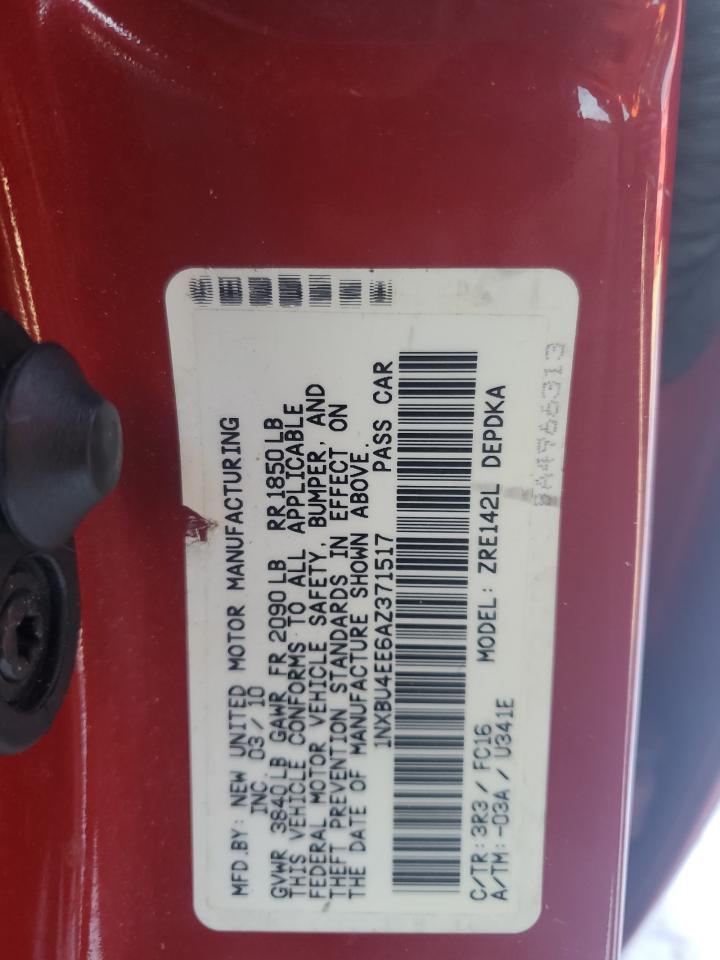 MFD.BY: NEW UNITED MOTOR MANUFACTURING
INC. 03/10
GVWR 3840LB GAWR FR 2090LB RR1850LB
THIS VEHICLE CONFORMS TO ALL APPLICABLE
FEDERAL MOTOR VEHICLE SAFETY, BUMPER, AND
THEFT PREVENTION STANDARDS IN EFFECT ON
THE DATE OF MANUFACTURE SHOWN ABOVE.
1NXBU4EE6AZ371517 PASS CAR
C/TR:3R3/FC16 MODEL: ZRE142L DEPDKA
A/TM:-03A/U341E